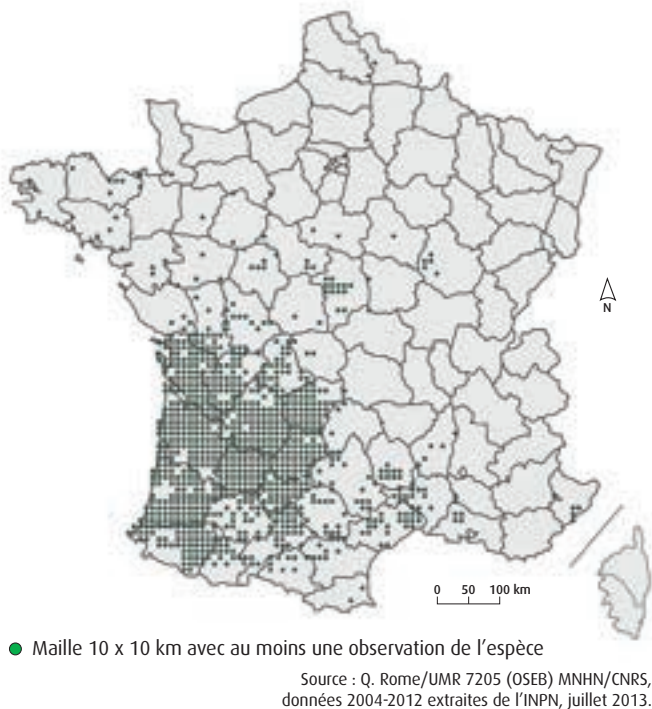 N
0 50 100 km
Maille 10 x 10 km avec au moins une observation de l’espèce
Source : Q. Rome/UMR 7205 (OSEB) MNHN/CNRS,
données 2004-2012 extraites de l’INPN, juillet 2013.